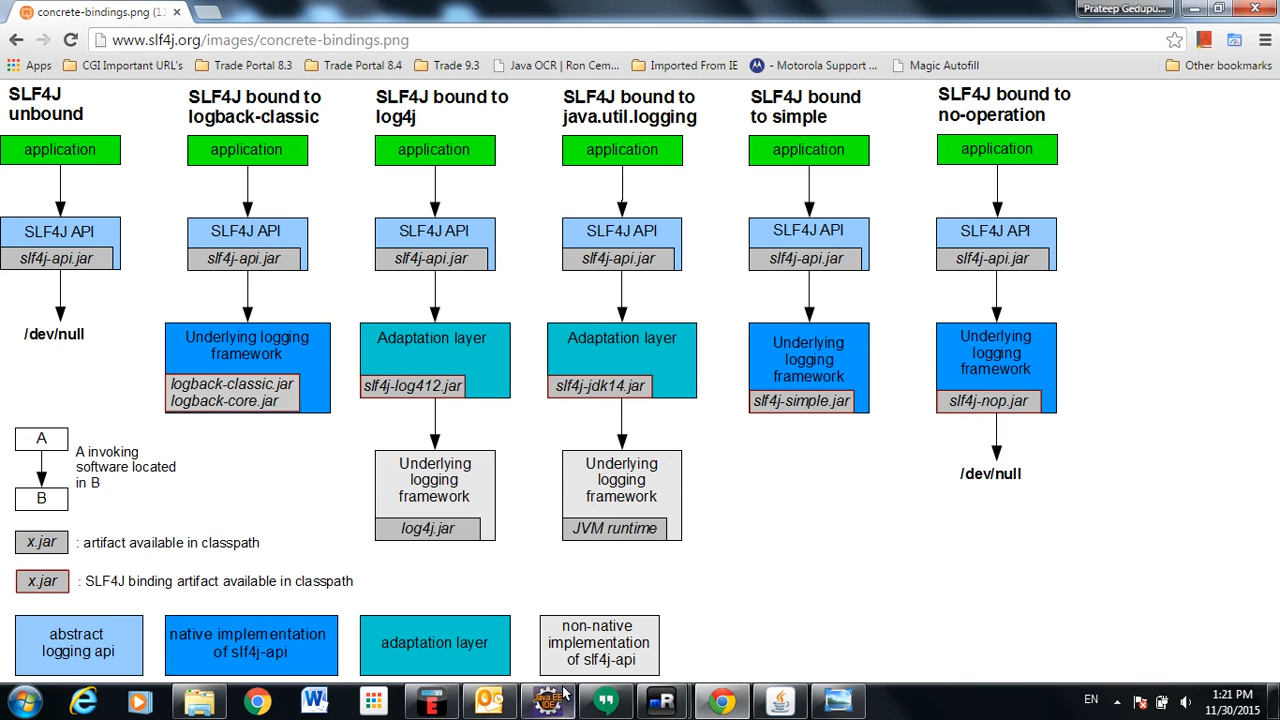 concrete-bindings.png (11
Prateep Gedupu...
www.slf4j.org/images/concrete-bindings.png
Apps
CGI Important URL's
Trade Portal 8.3
Trade Portal 8.4
Trade 9.3
Java OCR | Ron Cem...
Imported From IE
Motorola Support ...
Magic Autofill
Other bookmarks
SLF4J
unbound
SLF4J bound to
logback-classic
SLF4J bound to
log4j
SLF4J bound to
java.util.logging
SLF4J bound
to simple
SLF4J bound to
no-operation
application
application
application
application
application
application
SLF4J API
slf4j-api.jar
SLF4J API
slf4j-api.jar
SLF4J API
slf4j-api.jar
SLF4J API
slf4j-api.jar
SLF4J API
slf4j-api.jar
SLF4J API
slf4j-api.jar
/dev/null
Underlying logging
framework
logback-classic.jar
logback-core.jar
Adaptation layer
slf4j-log412.jar
Adaptation layer
slf4j-jdk14.jar
Underlying
logging
framework
slf4j-simple.jar
Underlying
logging
framework
slf4j-nop.jar
A
B
A invoking
software located
in B
Underlying
logging
framework
log4j.jar
Underlying
logging
framework
JVM runtime
/dev/null
x.jar
: artifact available in classpath
x.jar
: SLF4J binding artifact available in classpath
abstract
logging api
native implementation
of slf4j-api
adaptation layer
non-native
implementation
of slf4j-api
Java EE
IDE
EN
1:21 PM
11/30/2015